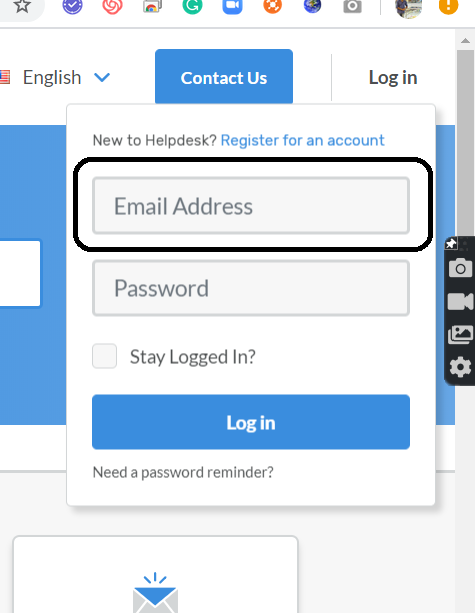 English
Contact Us
Log in
New to Helpdesk? Register for an account
Email Address
Password
Stay Logged In?
Log in
Need a password reminder?